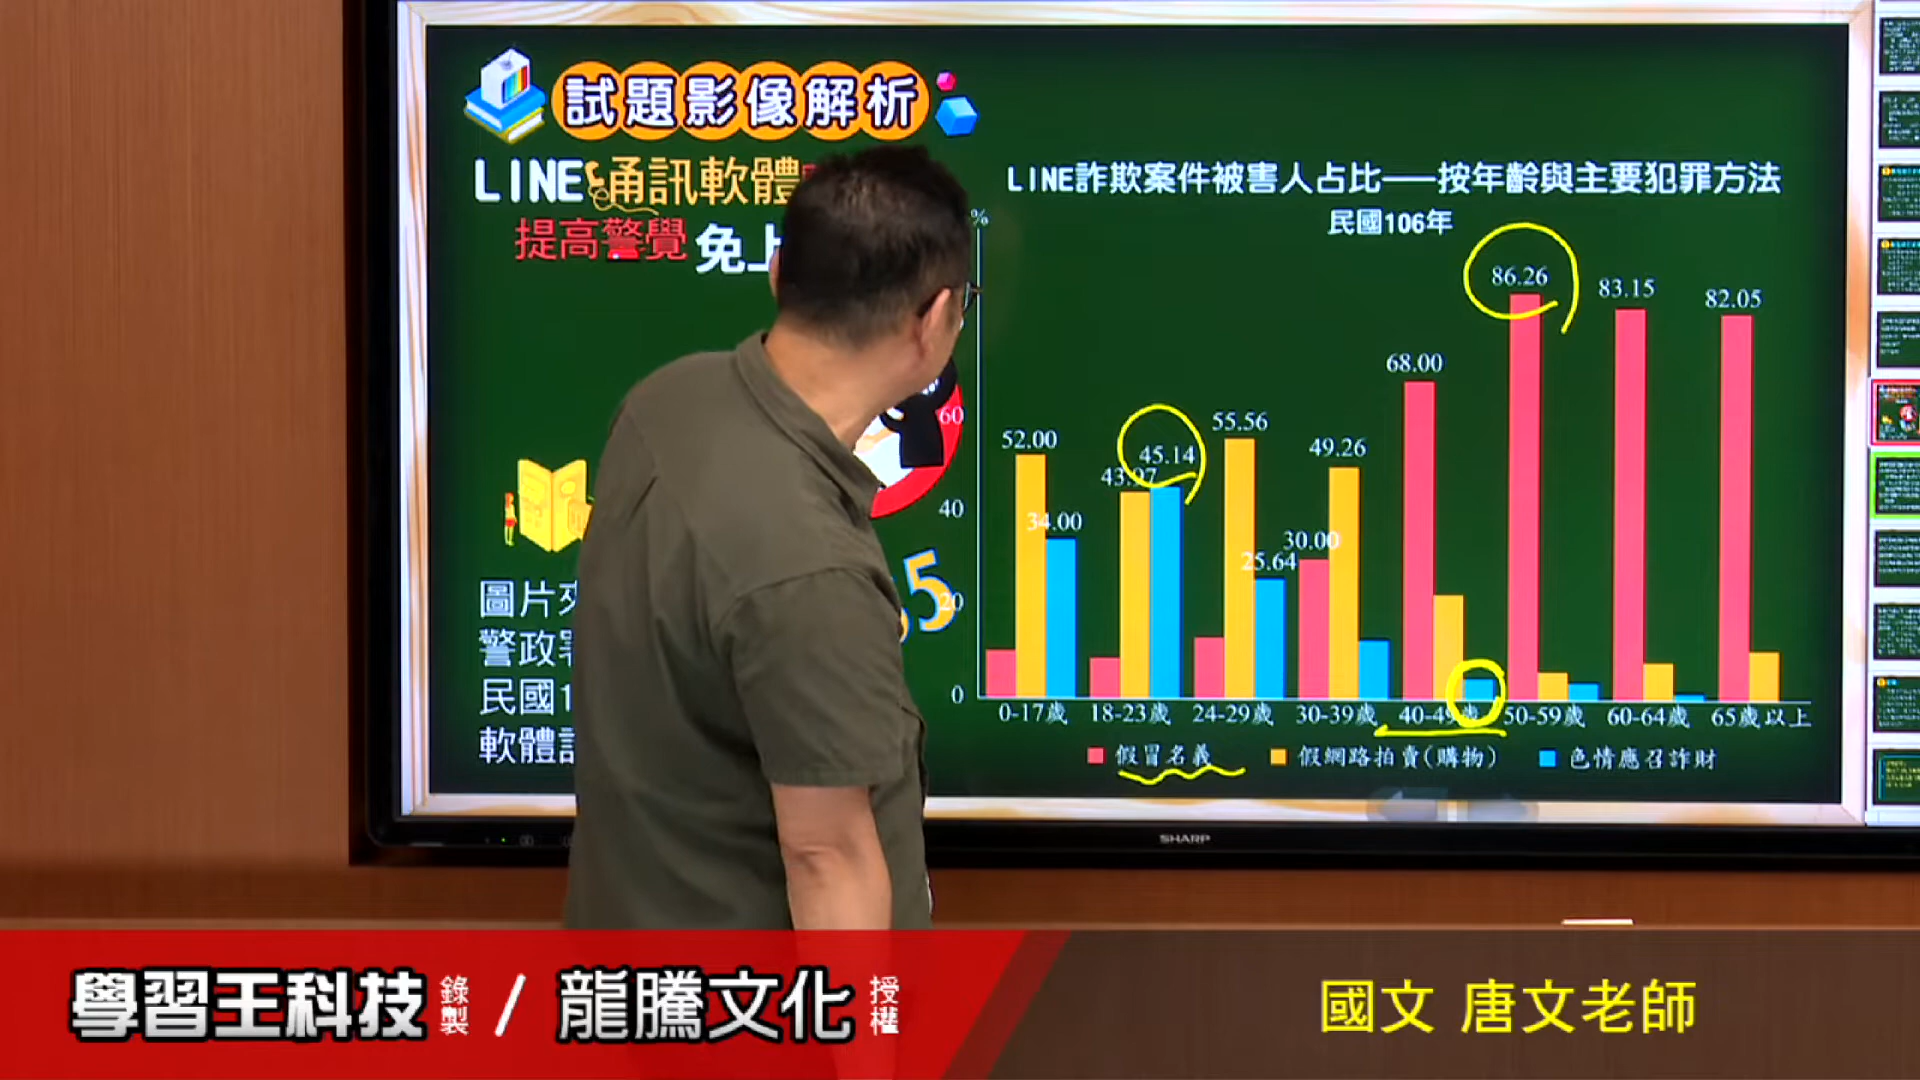 試題影像解析
LINE通訊軟體
提高警覺 免上
圖片來
警政署
民國1
軟體詐
5
LINE詐欺案件被害人占比——按年齡與主要犯罪方法
民國106年
%
60
40
20
0
52.00
34.00
43.97
45.14
55.56
25.64
30.00
49.26
68.00
86.26
83.15
82.05
0-17歲 18-23歲 24-29歲 30-39歲 40-49歲 50-59歲 60-64歲 65歲以上
假冒名義 假網路拍賣(購物) 色情應召詐財
SHARP
學習王科技 錄製 / 龍騰文化 授權
國文 唐文老師